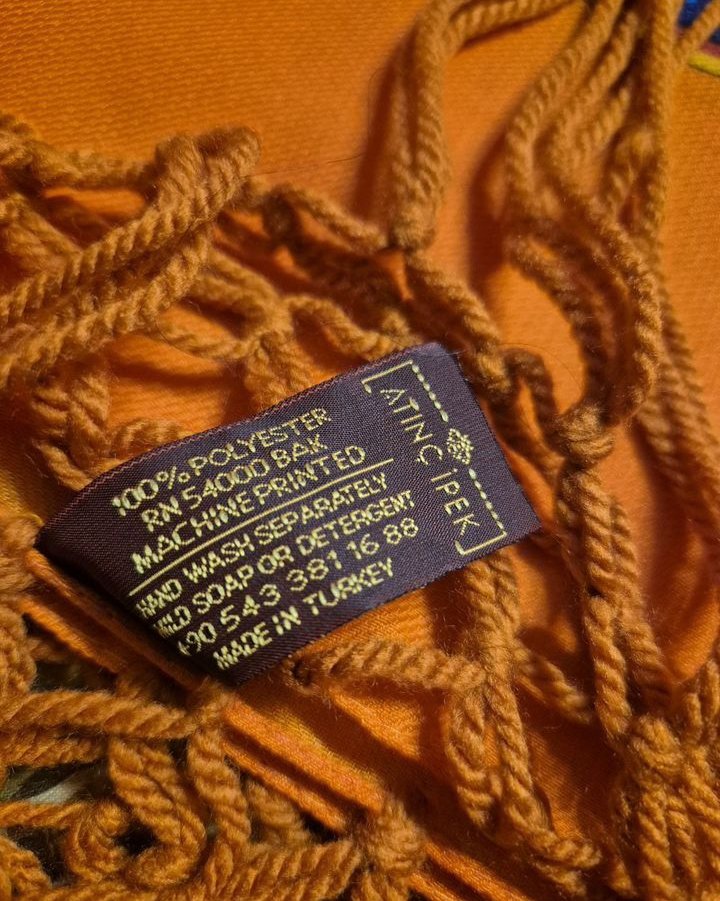 ATINÇ İPEK
100% POLYESTER
RN 54000 BAK
MACHINE PRINTED
HAND WASH SEPARATELY
MILD SOAP OR DETERGENT
+90 543 381 16 88
MADE İN TURKEY